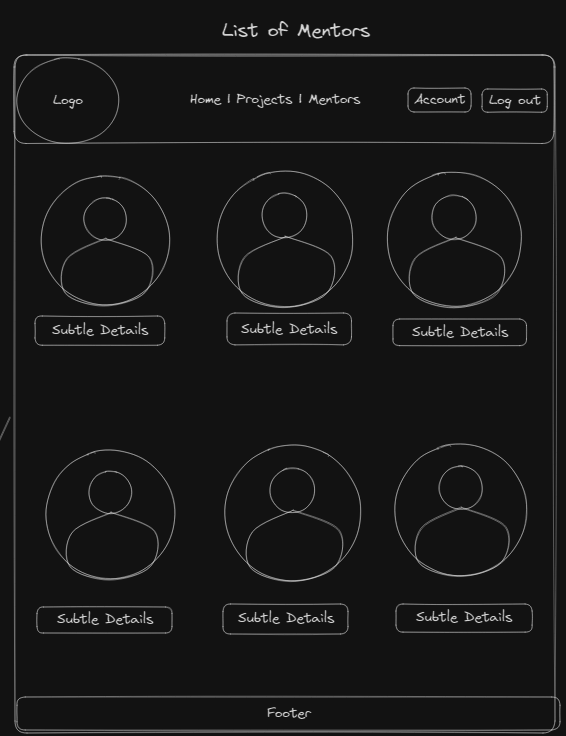 List of Mentors
Logo
Home | Projects | Mentors
Account
Log out
Subtle Details
Subtle Details
Subtle Details
Subtle Details
Subtle Details
Subtle Details
Footer